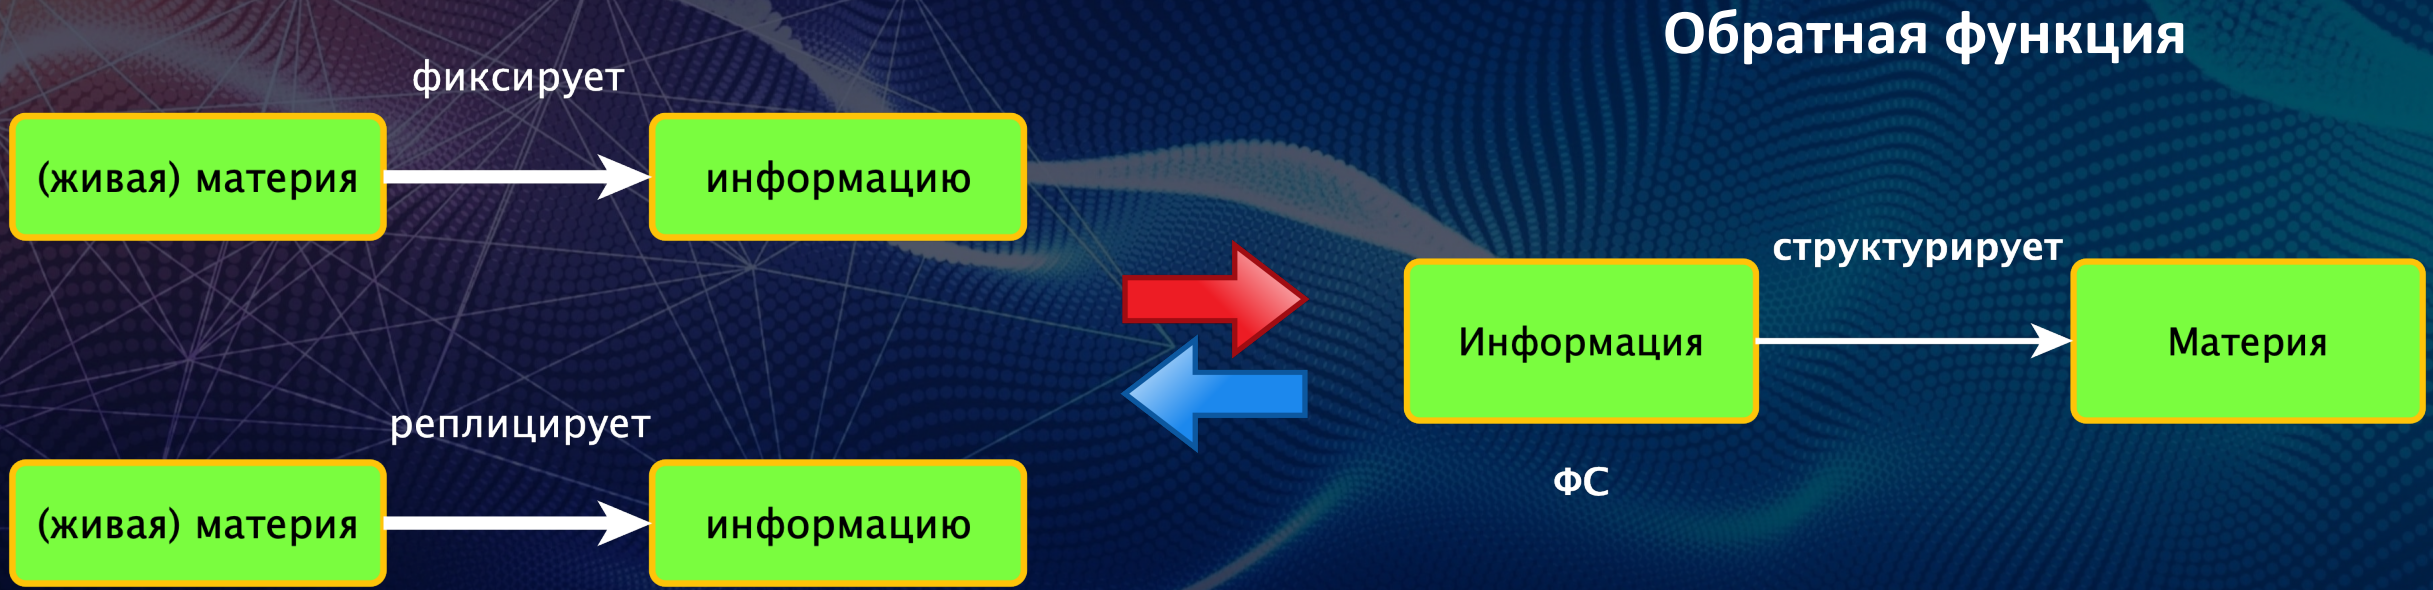 Обратная функция
фиксирует
(живая) материя
информацию
реплицирует
(живая) материя
информацию
структурирует
Информация
Материя
ФС